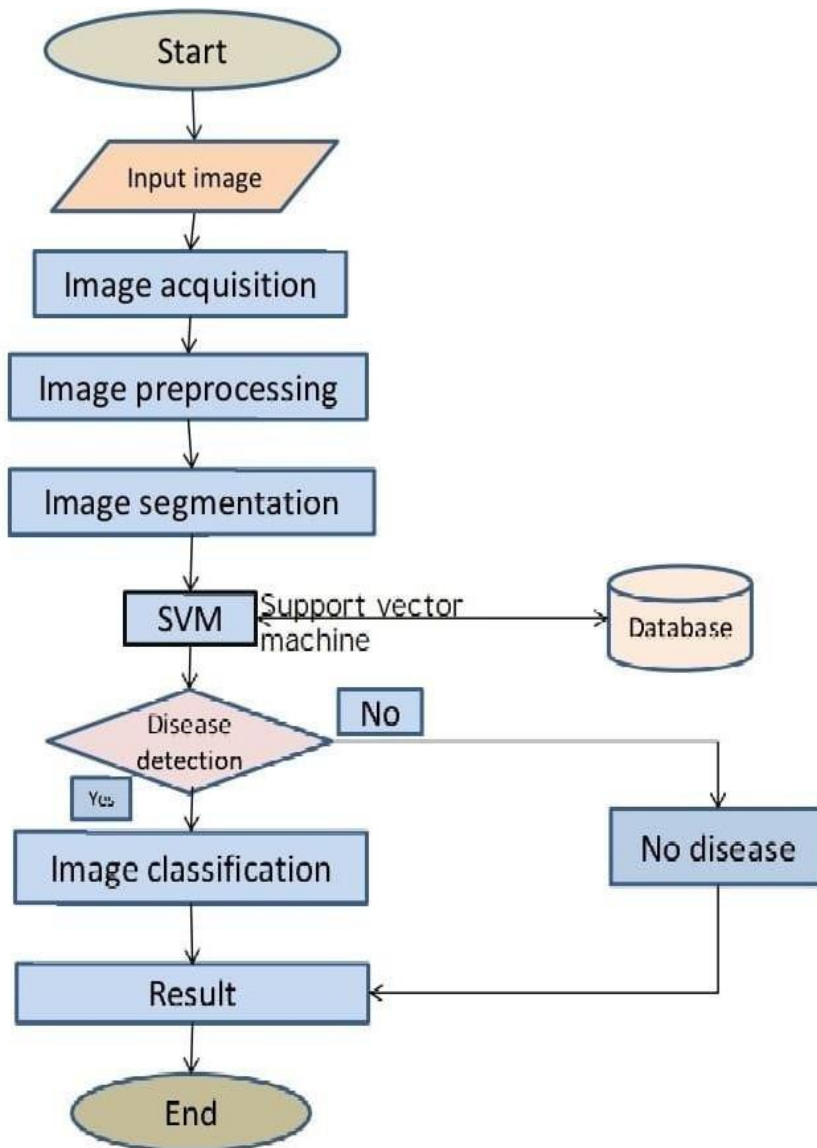 Start
Input image
Image acquisition
Image preprocessing
Image segmentation
SVM
Support vector
machine
Database
Disease
detection
No
Yes
Image classification
No disease
Result
End